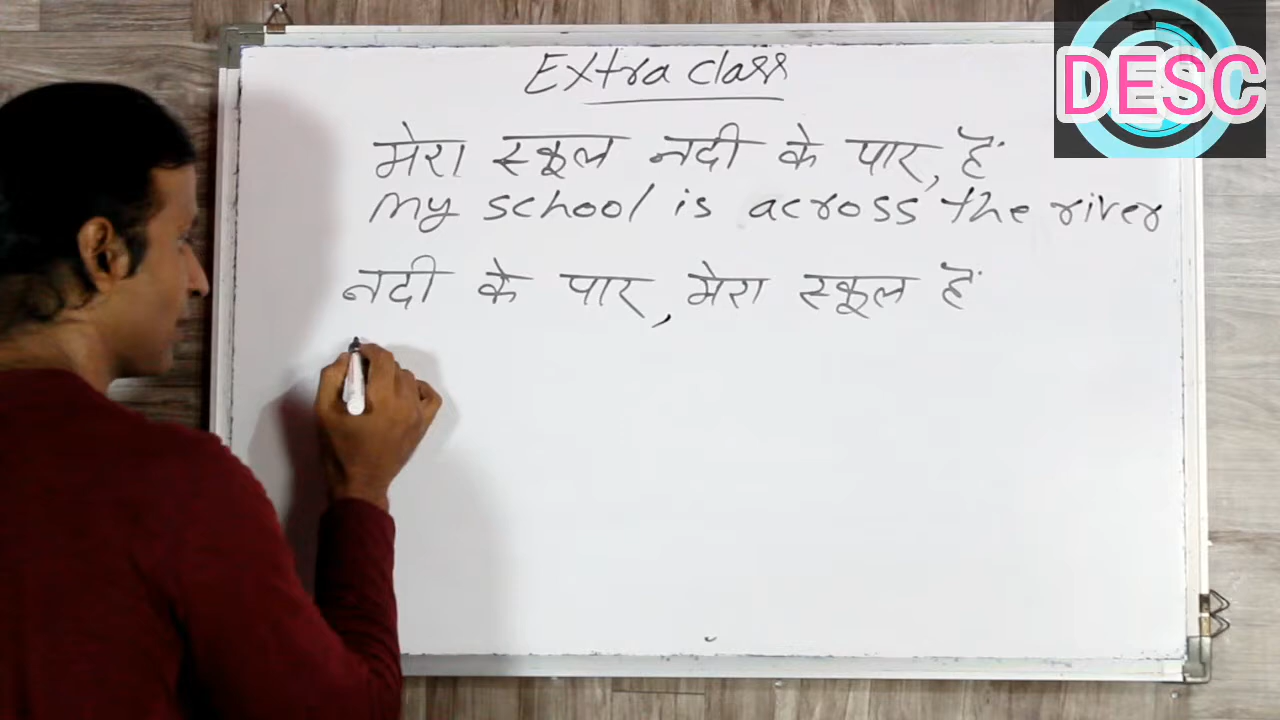 DESC
Extra class
मेरा स्कूल नदी के पार, हैं
my school is across the river
नदी के पार, मेरा स्कूल हैं